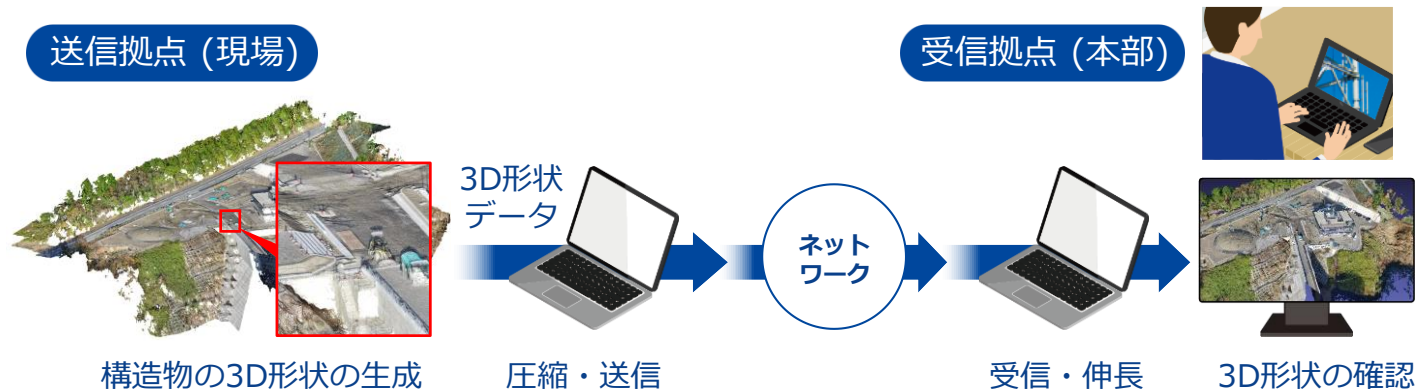 送信拠点 (現場)
受信拠点 (本部)
3D形状
データ
ネット
ワーク
構造物の3D形状の生成
圧縮・送信
受信・伸長
3D形状の確認